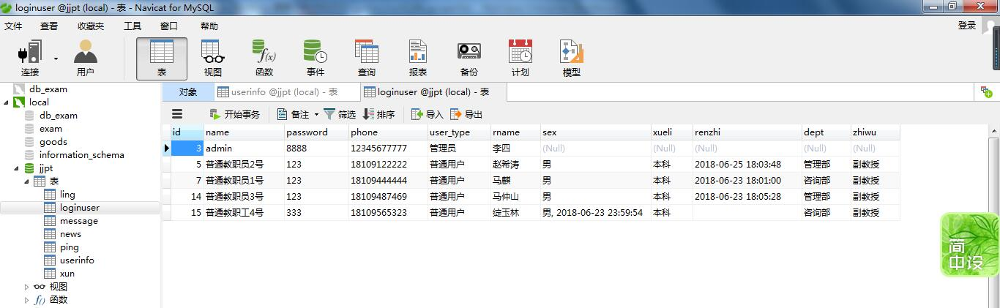 loginuser @jjpt (local) - 表 - Navicat for MySQL
文件 查看 收藏夹 工具 窗口 帮助 登录
连接 用户 表 视图 函数 事件 查询 报表 备份 计划 模型
db_exam
local
db_exam
exam
goods
information_schema
jjpt
表
ling
loginuser
message
news
ping
userinfo
xun
视图
函数
对象 userinfo @jjpt (local) - 表 loginuser @jjpt (local) - 表
开始事务 备注 筛选 排序 导入 导出
id name password phone user_type rname sex xueli renzhi dept zhiwu
3 admin 8888 12345677777 管理员 李四 (Null) (Null) (Null) (Null) (Null)
5 普通教职员2号 123 18109122222 普通用户 赵希涛 男 本科 2018-06-25 18:03:48 管理部 副教授
7 普通教职员1号 123 18109444444 普通用户 马麒 男 本科 2018-06-23 18:01:00 咨询部 副教授
14 普通教职员3号 123 18109487469 普通用户 马仲山 男 本科 2018-06-23 18:05:28 管理部 副教授
15 普通教职工4号 333 18109565323 普通用户 绽玉林 男, 2018-06-23 23:59:54 本科 咨询部 副教授
简
中设